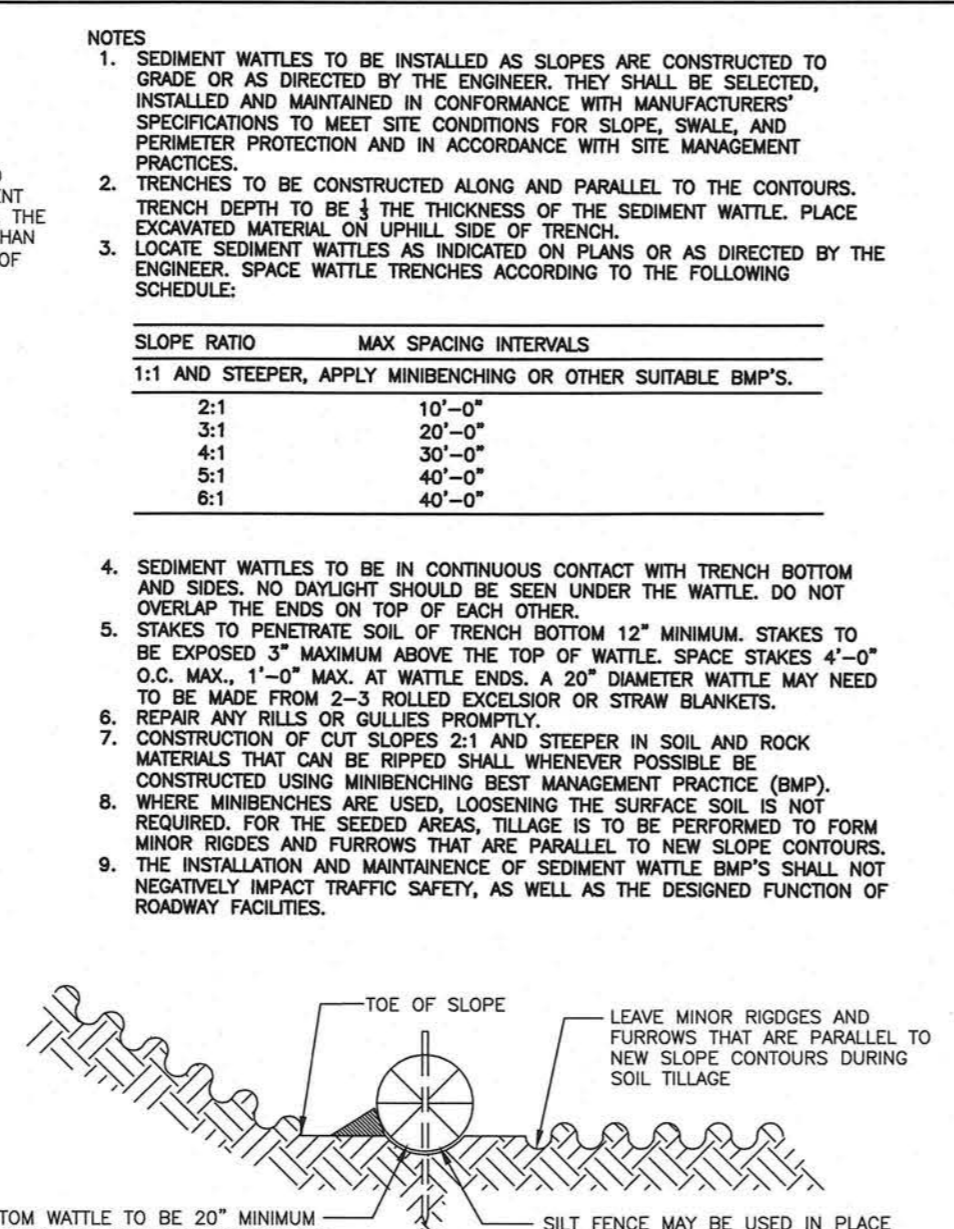 NOTES
1. SEDIMENT WATTLES TO BE INSTALLED AS SLOPES ARE CONSTRUCTED TO
GRADE OR AS DIRECTED BY THE ENGINEER. THEY SHALL BE SELECTED,
INSTALLED AND MAINTAINED IN CONFORMANCE WITH MANUFACTURERS'
SPECIFICATIONS TO MEET SITE CONDITIONS FOR SLOPE, SWALE, AND
PERIMETER PROTECTION AND IN ACCORDANCE WITH SITE MANAGEMENT
PRACTICES.
2. TRENCHES TO BE CONSTRUCTED ALONG AND PARALLEL TO THE CONTOURS.
TRENCH DEPTH TO BE ⅓ THE THICKNESS OF THE SEDIMENT WATTLE. PLACE
EXCAVATED MATERIAL ON UPHILL SIDE OF TRENCH.
3. LOCATE SEDIMENT WATTLES AS INDICATED ON PLANS OR AS DIRECTED BY THE
ENGINEER. SPACE WATTLE TRENCHES ACCORDING TO THE FOLLOWING
SCHEDULE:
THE
HAN
OF
SLOPE RATIO MAX SPACING INTERVALS
1:1 AND STEEPER, APPLY MINIBENCHING OR OTHER SUITABLE BMP'S.
2:1 10'-0"
3:1 20'-0"
4:1 30'-0"
5:1 40'-0"
6:1 40'-0"
4. SEDIMENT WATTLES TO BE IN CONTINUOUS CONTACT WITH TRENCH BOTTOM
AND SIDES. NO DAYLIGHT SHOULD BE SEEN UNDER THE WATTLE. DO NOT
OVERLAP THE ENDS ON TOP OF EACH OTHER.
5. STAKES TO PENETRATE SOIL OF TRENCH BOTTOM 12" MINIMUM. STAKES TO
BE EXPOSED 3" MAXIMUM ABOVE THE TOP OF WATTLE. SPACE STAKES 4'-0"
O.C. MAX., 1'-0" MAX. AT WATTLE ENDS. A 20" DIAMETER WATTLE MAY NEED
TO BE MADE FROM 2-3 ROLLED EXCELSIOR OR STRAW BLANKETS.
6. REPAIR ANY RILLS OR GULLIES PROMPTLY.
7. CONSTRUCTION OF CUT SLOPES 2:1 AND STEEPER IN SOIL AND ROCK
MATERIALS THAT CAN BE RIPPED SHALL WHENEVER POSSIBLE BE
CONSTRUCTED USING MINIBENCHING BEST MANAGEMENT PRACTICE (BMP).
8. WHERE MINIBENCHES ARE USED, LOOSENING THE SURFACE SOIL IS NOT
REQUIRED. FOR THE SEEDED AREAS, TILLAGE IS TO BE PERFORMED TO FORM
MINOR RIGDES AND FURROWS THAT ARE PARALLEL TO NEW SLOPE CONTOURS.
9. THE INSTALLATION AND MAINTAINENCE OF SEDIMENT WATTLE BMP'S SHALL NOT
NEGATIVELY IMPACT TRAFFIC SAFETY, AS WELL AS THE DESIGNED FUNCTION OF
ROADWAY FACILITIES.
TOE OF SLOPE
LEAVE MINOR RIGDGES AND
FURROWS THAT ARE PARALLEL TO
NEW SLOPE CONTOURS DURING
SOIL TILLAGE
TOM WATTLE TO BE 20" MINIMUM
SILT FENCE MAY BE USED IN PLACE